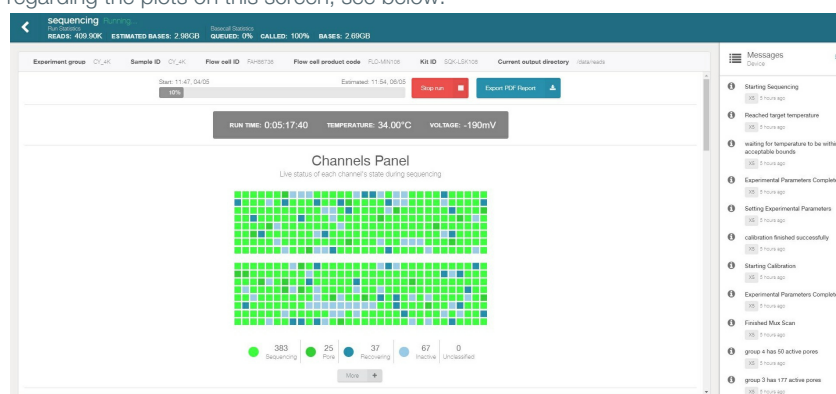 regarding the plots on this screen, see below.
sequencing Running...
Run Statistics
READS: 409.90K ESTIMATED BASES: 2.98GB
Basecall Statistics
QUEUED: 0% CALLED: 100% BASES: 2.69GB
Experiment group CY_4K Sample ID CY_4K Flow cell ID FAH86726 Flow cell product code FLO-MIN106 Kit ID SQK-LSK108 Current output directory /data/reads
Start: 11:47, 04/05 Estimated: 11:54, 06/05
10%
Stop run
Export PDF Report
RUN TIME: 0:05:17:40 TEMPERATURE: 34.00°C VOLTAGE: -190mV
Channels Panel
Live status of each channel's state during sequencing
383 Sequencing
25 Pore
37 Recovering
67 Inactive
0 Unclassified
More +
Messages
Device
Starting Sequencing
5 hours ago
Reached target temperature
5 hours ago
waiting for temperature to be within
acceptable bounds
5 hours ago
Experimental Parameters Complet
5 hours ago
Setting Experimental Parameters
5 hours ago
calibration finished successfully
5 hours ago
Starting Calibration
5 hours ago
Experimental Parameters Complet
5 hours ago
Finished Mux Scan
5 hours ago
group 4 has 50 active pores
5 hours ago
group 3 has 177 active pores
5 hours ago